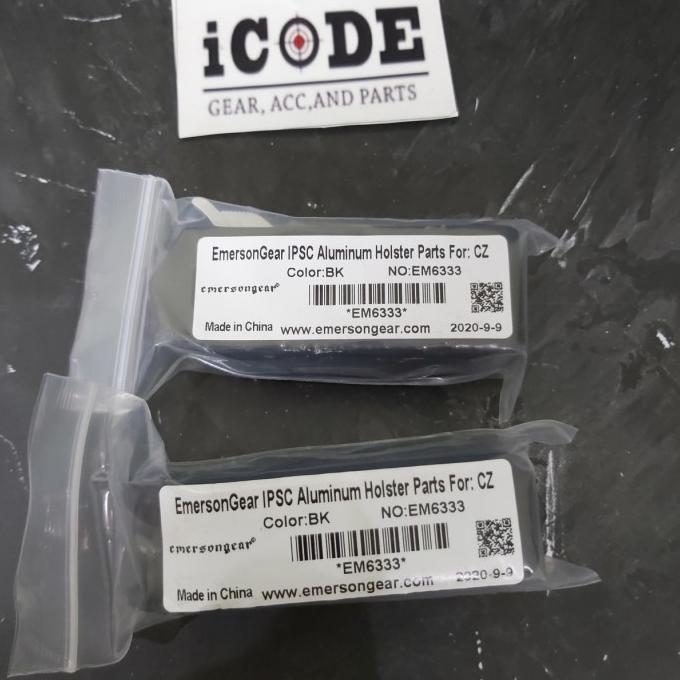 iCODE
GEAR, ACC,AND PARTS
EmersonGear IPSC Aluminum Holster Parts For: CZ
Color:BK NO:EM6333
emersongear®
*EM6333*
Made in China www.emersongear.com 2020-9-9
EmersonGear IPSC Aluminum Holster Parts For: CZ
Color:BK NO:EM6333
emersongear®
*EM6333*
Made in China www.emersongear.com 2020-9-9